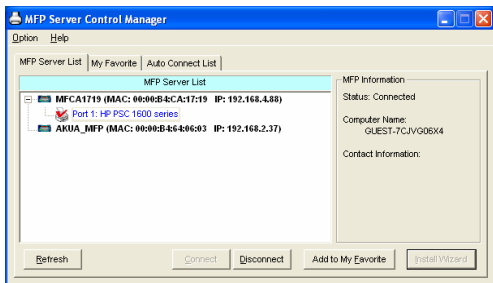 MFP Server Control Manager
Option Help
MFP Server List My Favorite Auto Connect List
MFP Server List
MFCA1719 (MAC: 00:00:B4:CA:17:19 IP: 192.168.4.88)
Port 1: HP PSC 1600 series
AKUA_MFP (MAC: 00:00:B4:64:06:03 IP: 192.168.2.37)
MFP Information
Status: Connected
Computer Name:
GUEST-7CJVG06X4
Contact Information:
Refresh Connect Disconnect Add to My Favorite Install Wizard